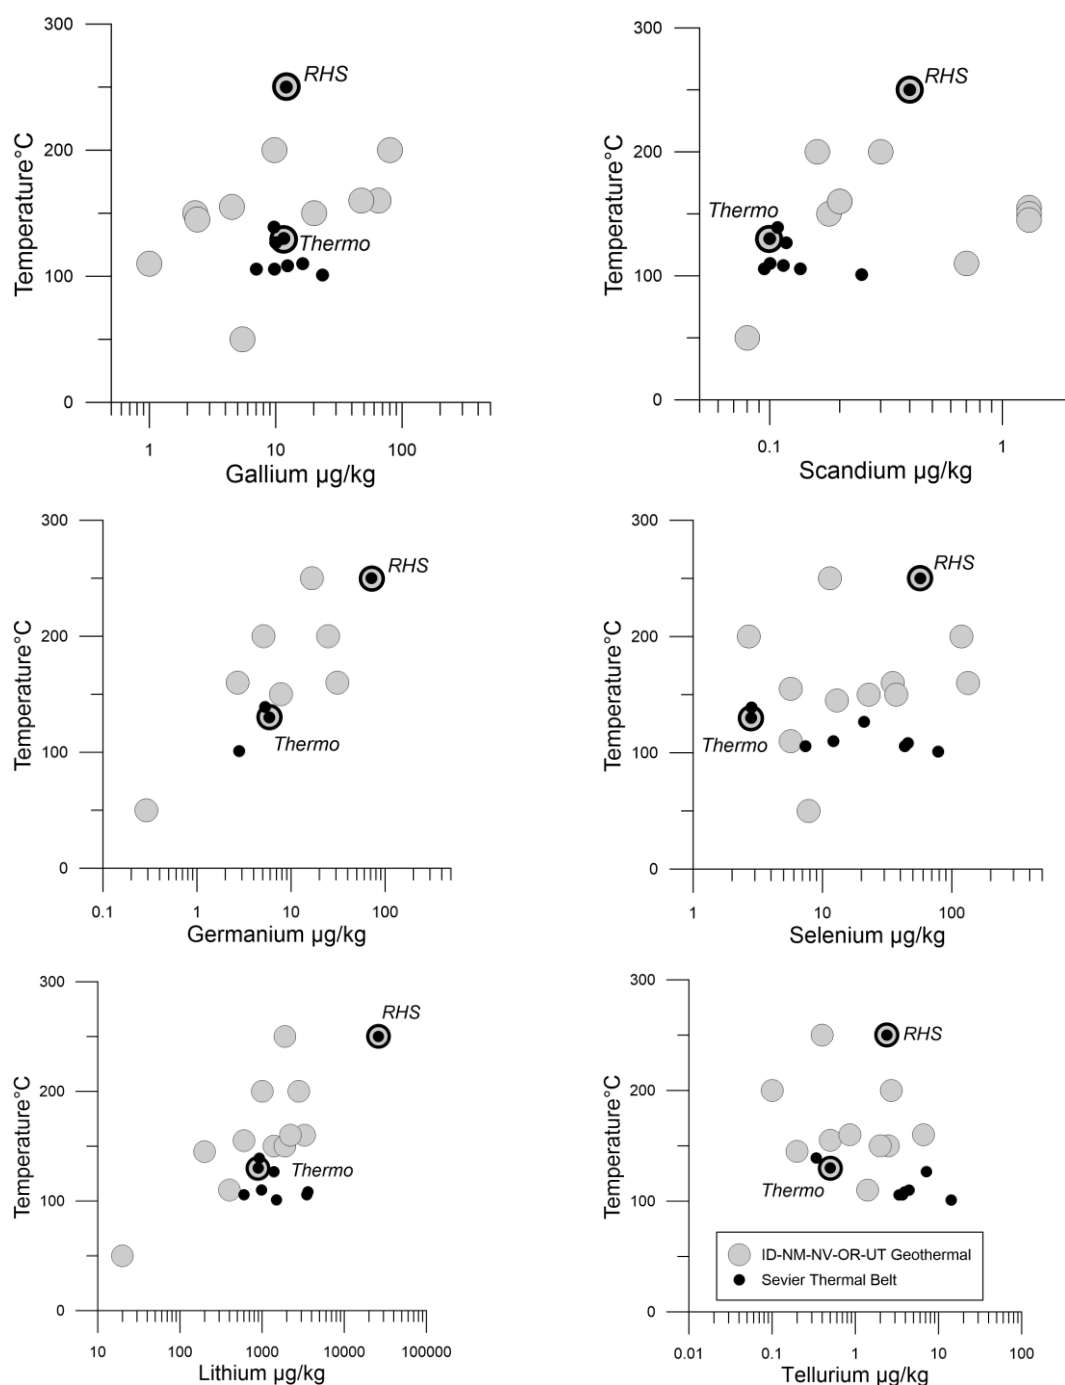 300
RHS
200
Temperature°C
Thermo
100
0
1
10
100
Gallium µg/kg
300
RHS
200
Temperature°C
Thermo
100
0
0.1
1
Scandium µg/kg
300
RHS
200
Temperature°C
100
Thermo
0
0.1
1
10
100
Germanium µg/kg
300
RHS
200
Temperature°C
Thermo
100
0
1
10
100
Selenium µg/kg
300
RHS
200
Temperature°C
Thermo
100
0
10
100
1000
10000
100000
Lithium µg/kg
300
RHS
200
Temperature°C
Thermo
100
ID-NM-NV-OR-UT Geothermal
Sevier Thermal Belt
0
0.01
0.1
1
10
100
Tellurium µg/kg